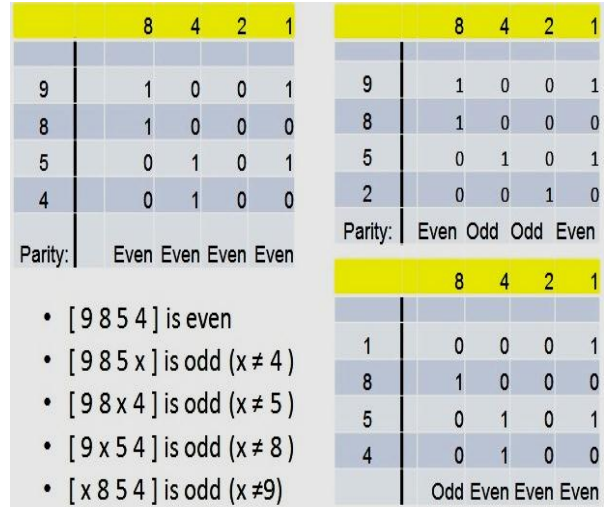 8 4 2 1
9 1 0 0 1
8 1 0 0 0
5 0 1 0 1
4 0 1 0 0
Parity: Even Even Even Even
• [ 9 8 5 4 ] is even
• [ 9 8 5 x ] is odd (x ≠ 4 )
• [ 9 8 x 4 ] is odd (x ≠ 5 )
• [ 9 x 5 4 ] is odd (x ≠ 8 )
• [ x 8 5 4 ] is odd (x ≠9)
8 4 2 1
9 1 0 0 1
8 1 0 0 0
5 0 1 0 1
2 0 0 1 0
Parity: Even Odd Odd Even
8 4 2 1
1 0 0 0 1
8 1 0 0 0
5 0 1 0 1
4 0 1 0 0
Odd Even Even Even